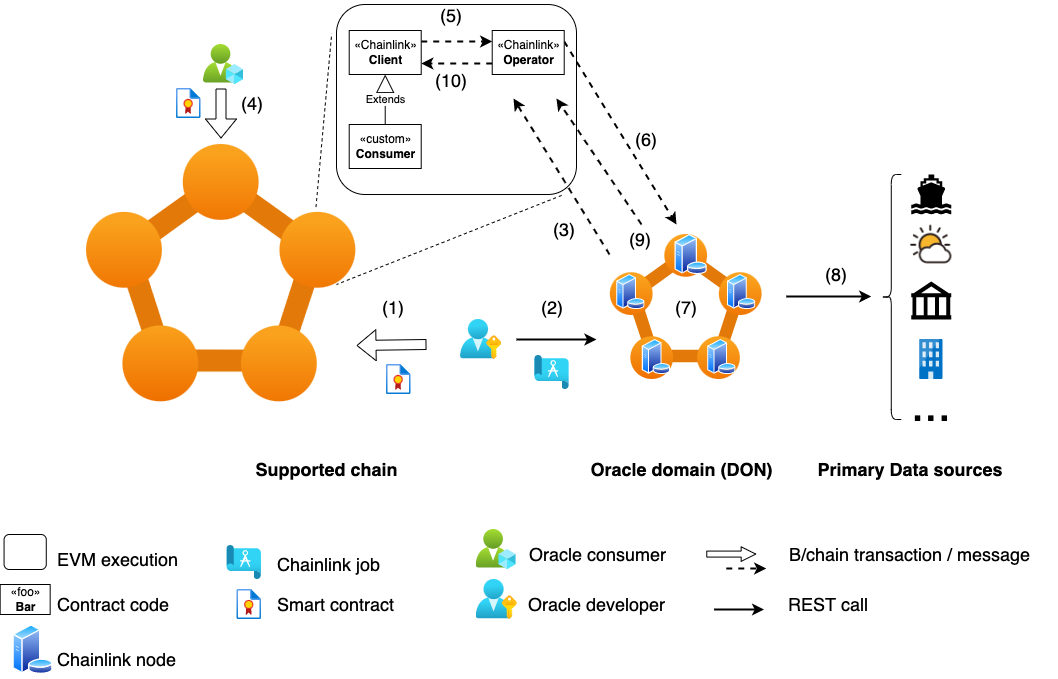 (5)
«Chainlink»
Client
«Chainlink»
Operator
(10)
Extends
«custom»
Consumer
(4)
(6)
(3)
(9)
(8)
(1)
(2)
(7)
...
Supported chain
Oracle domain (DON)
Primary Data sources
EVM execution
Chainlink job
Oracle consumer
B/chain transaction / message
«foo»
Bar
Contract code
Smart contract
Oracle developer
REST call
Chainlink node